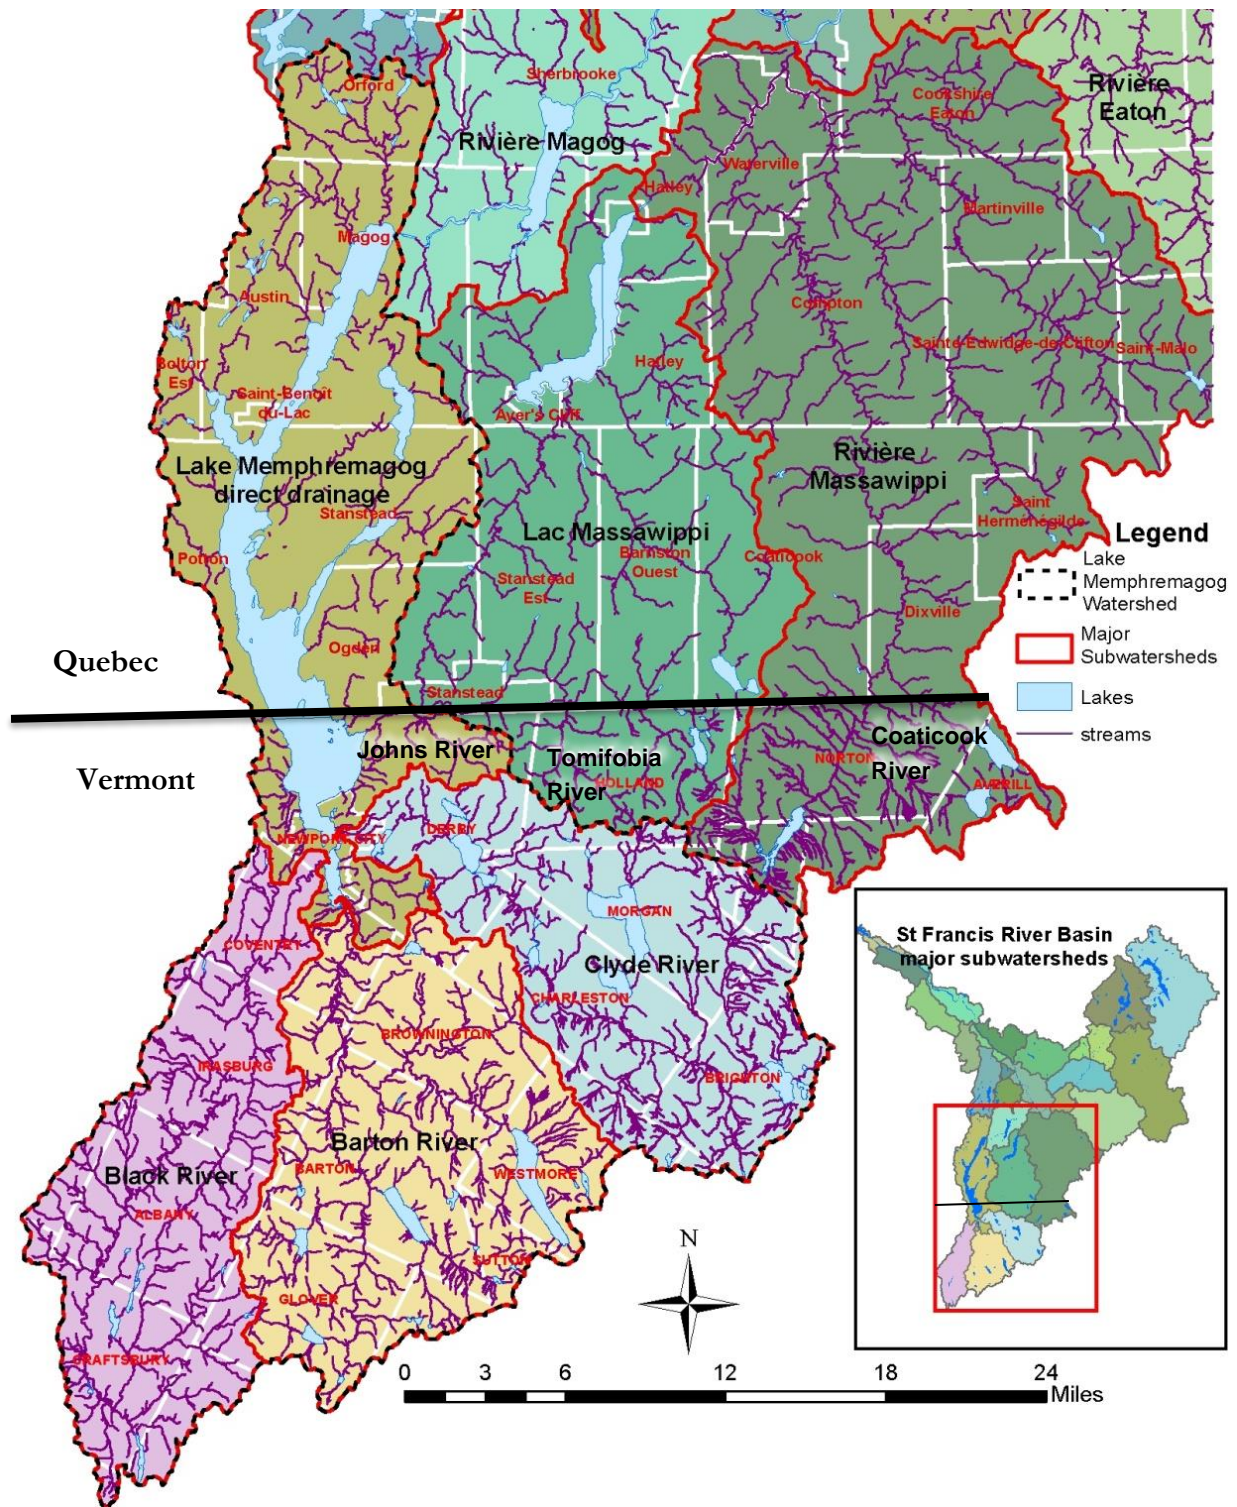 Orford
Sherbrooke
Cookshire
Eaton
Rivière
Eaton
Rivière Magog
Waterville
Hatley
Martinville
Magog
Austin
Compton
Bolton
Est
Sainte-Edwidge-de-Clifton
Saint-Malo
Hatley
Saint-Benoît
du-Lac
Ayer's Cliff
Lake Memphremagog
direct drainage
Rivière
Massawippi
Stanstead
Saint
Herménégilde
Lac Massawippi
Potton
Barnston
Ouest
Coaticook
Stanstead
Est
Dixville
Ogden
Stanstead
Legend
Lake
Memphremagog
Watershed
Major
Subwatersheds
Lakes
streams
Quebec
Vermont
Johns River
Tomifobia
River
HOLLAND
Coaticook
River
NORTON
AVERILL
NEWPORT CITY
DERBY
MORGAN
COVENTRY
Clyde River
CHARLESTON
BROWNINGTON
IRASBURG
BRIGHTON
Barton River
BARTON
WESTMORE
Black River
ALBANY
SUTTON
GLOVER
CRAFTSBURY
St Francis River Basin
major subwatersheds
N
0 3 6 12 18 24
Miles